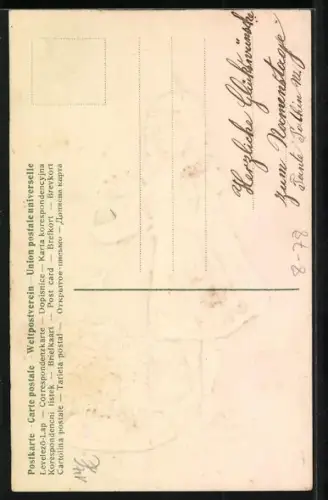 Postkarte - Carte postale - Weltpostverein - Union postale universelle
Levelező-Lap — Correspondenzkarte — Dopisnice — Karta korespondencyjna
Korespondenční lístek — Briefkaart — Post card — Brefkort — Brevkort
Cartolina postale — Tarjeta postal — Открытое письмо — Дописна карта
Herzliche Glückwünsche
zum Namenstage
Tante
8-78